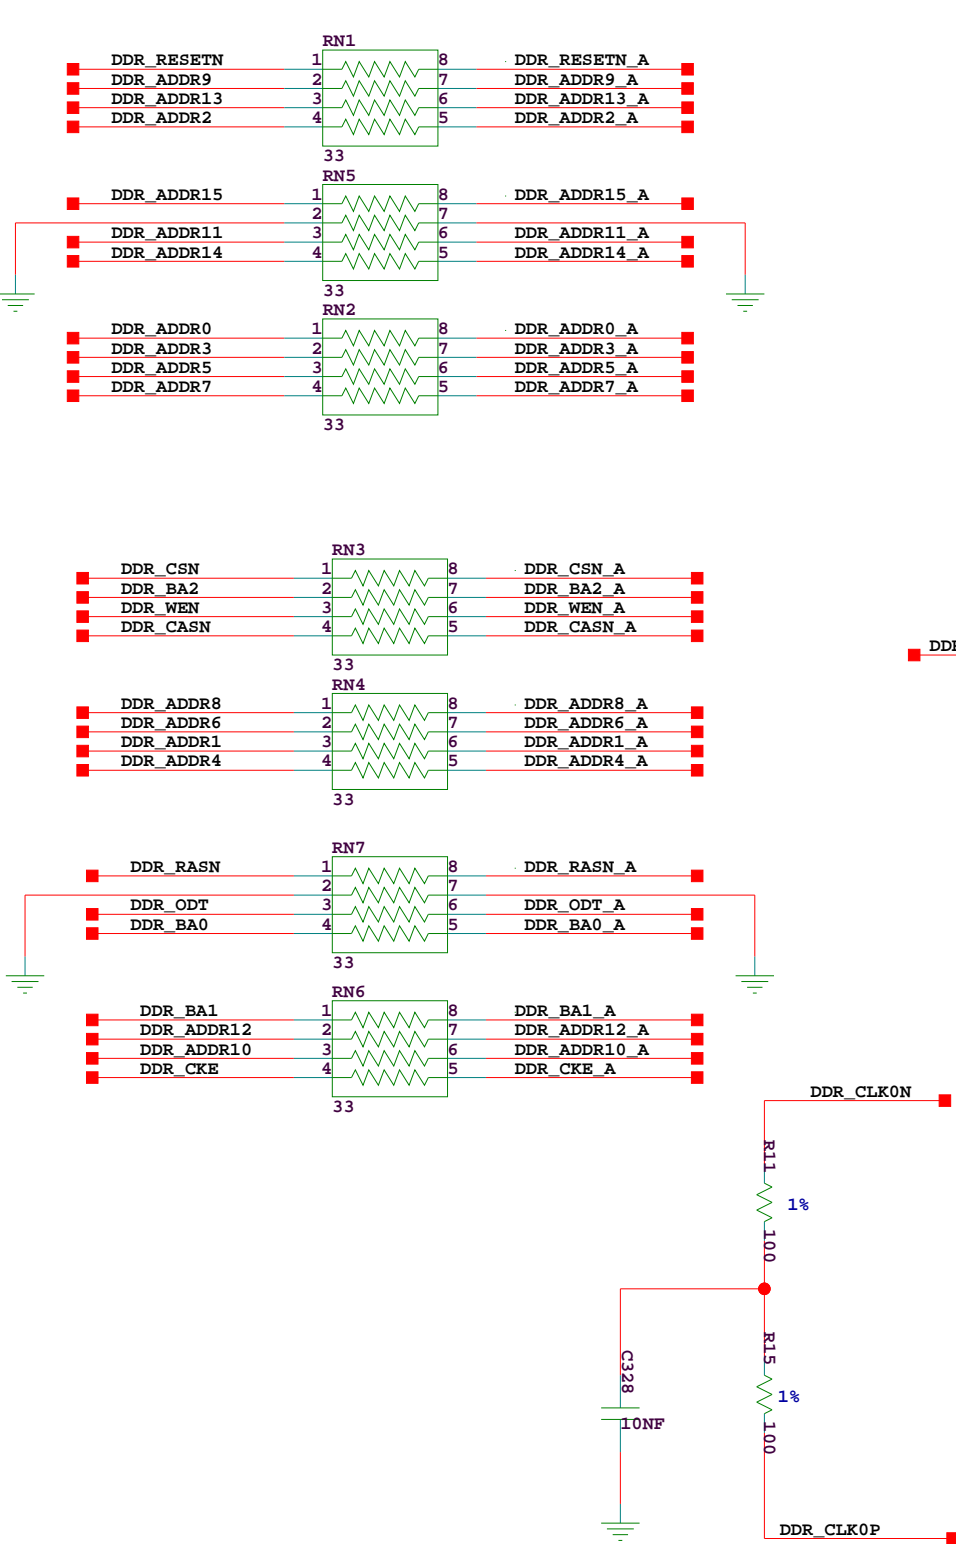 RN1
DDR_RESETN 1 8 DDR_RESETN_A
DDR_ADDR9 2 7 DDR_ADDR9_A
DDR_ADDR13 3 6 DDR_ADDR13_A
DDR_ADDR2 4 5 DDR_ADDR2_A
33
RN5
DDR_ADDR15 1 8 DDR_ADDR15_A
2 7
DDR_ADDR11 3 6 DDR_ADDR11_A
DDR_ADDR14 4 5 DDR_ADDR14_A
33
RN2
DDR_ADDR0 1 8 DDR_ADDR0_A
DDR_ADDR3 2 7 DDR_ADDR3_A
DDR_ADDR5 3 6 DDR_ADDR5_A
DDR_ADDR7 4 5 DDR_ADDR7_A
33
RN3
DDR_CSN 1 8 DDR_CSN_A
DDR_BA2 2 7 DDR_BA2_A
DDR_WEN 3 6 DDR_WEN_A
DDR_CASN 4 5 DDR_CASN_A
33
RN4
DDR_ADDR8 1 8 DDR_ADDR8_A
DDR_ADDR6 2 7 DDR_ADDR6_A
DDR_ADDR1 3 6 DDR_ADDR1_A
DDR_ADDR4 4 5 DDR_ADDR4_A
33
RN7
DDR_RASN 1 8 DDR_RASN_A
2 7
DDR_ODT 3 6 DDR_ODT_A
DDR_BA0 4 5 DDR_BA0_A
33
RN6
DDR_BA1 1 8 DDR_BA1_A
DDR_ADDR12 2 7 DDR_ADDR12_A
DDR_ADDR10 3 6 DDR_ADDR10_A
DDR_CKE 4 5 DDR_CKE_A
33
DDR_CLK0N
R11
1%
100
R15
1%
100
C328
10NF
DDR_CLK0P